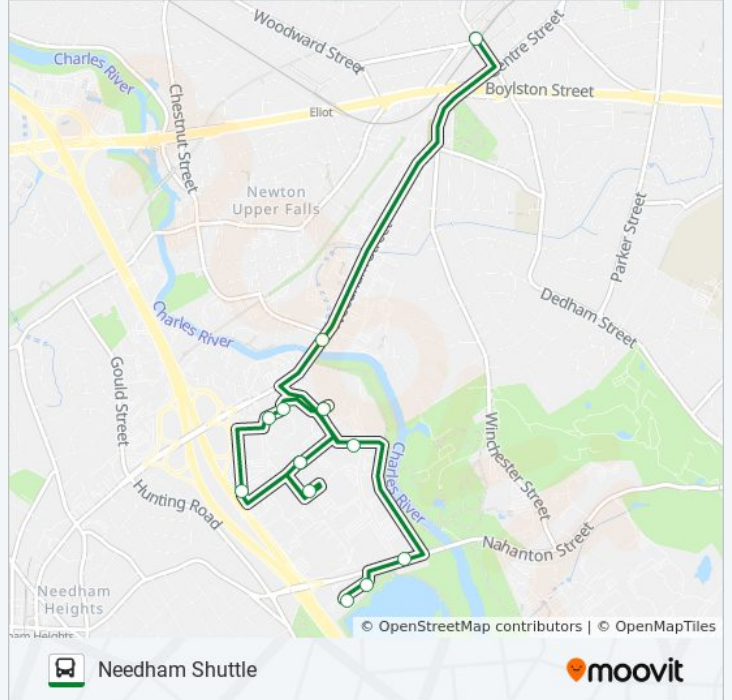 Woodward Street
Centre Street
Charles River
Boylston Street
Eliot
Chestnut Street
Newton
Upper Falls
Parker Street
Dedham Street
Charles River
Gould Street
Winchester Street
Charles River
Hunting Road
Nahanton Street
Needham
Heights
© OpenStreetMap contributors | © OpenMapTiles
Needham Shuttle
moovit